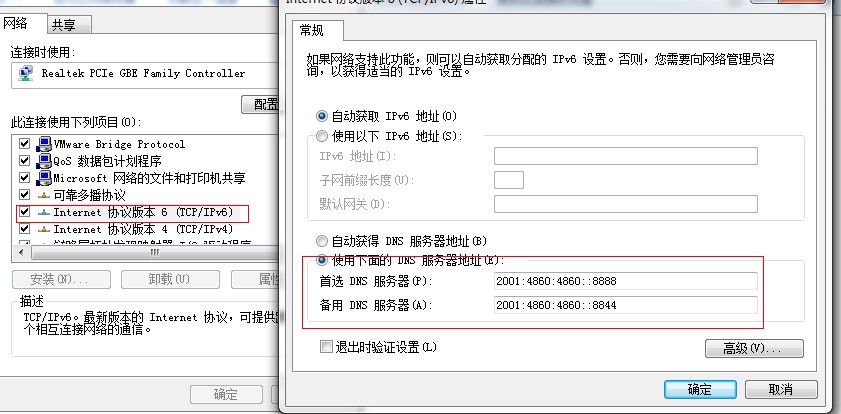 网络
共享
连接时使用:
Realtek PCIe GBE Family Controller
配置
此连接使用下列项目(O):
VMware Bridge Protocol
QoS 数据包计划程序
Microsoft 网络的文件和打印机共享
可靠多播协议
Internet 协议版本 6 (TCP/IPv6)
Internet 协议版本 4 (TCP/IPv4)
安装(N)...
卸载(U)
属性
描述
TCP/IPv6。最新版本的 Internet 协议，可提供
个相互连接网络的通信。
确定
Internet 协议版本 6 (TCP/IPv6) 属性
常规
如果网络支持此功能，则可以自动获取分配的 IPv6 设置。否则，您需要向网络管理员咨
询，以获得适当的 IPv6 设置。
自动获取 IPv6 地址(O)
使用以下 IPv6 地址(S):
IPv6 地址(I):
子网前缀长度(U):
默认网关(D):
自动获得 DNS 服务器地址(B)
使用下面的 DNS 服务器地址(E):
首选 DNS 服务器(P): 2001:4860:4860::8888
备用 DNS 服务器(A): 2001:4860:4860::8844
退出时验证设置(L)
高级(V)...
确定
取消